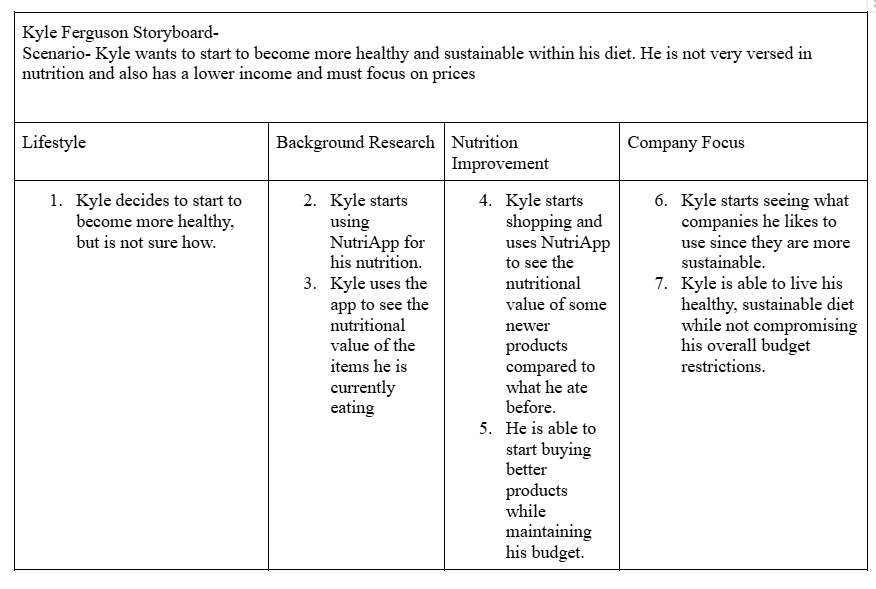 Kyle Ferguson Storyboard-
Scenario- Kyle wants to start to become more healthy and sustainable within his diet. He is not very versed in
nutrition and also has a lower income and must focus on prices
Lifestyle
Background Research
Nutrition
Improvement
Company Focus
1. Kyle decides to start to
become more healthy,
but is not sure how.
2. Kyle starts
using
NutriApp for
his nutrition.
3. Kyle uses the
app to see the
nutritional
value of the
items he is
currently
eating
4. Kyle starts
shopping and
uses NutriApp
to see the
nutritional
value of some
newer
products
compared to
what he ate
before.
5. He is able to
start buying
better
products
while
maintaining
his budget.
6. Kyle starts seeing what
companies he likes to
use since they are more
sustainable.
7. Kyle is able to live his
healthy, sustainable diet
while not compromising
his overall budget
restrictions.